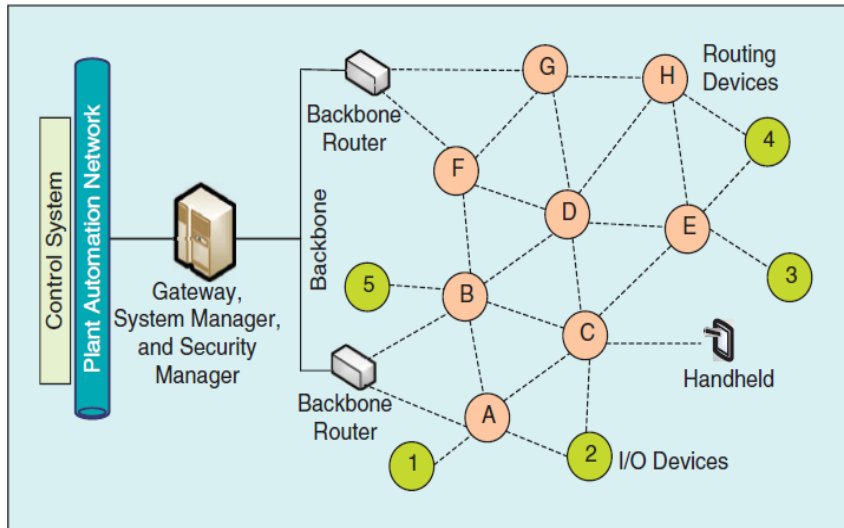 Control System
Plant Automation Network
Gateway,
System Manager,
and Security
Manager
Backbone
Backbone
Router
Backbone
Router
G
H
Routing
Devices
4
F
D
E
3
5
B
C
Handheld
A
1
2
I/O Devices